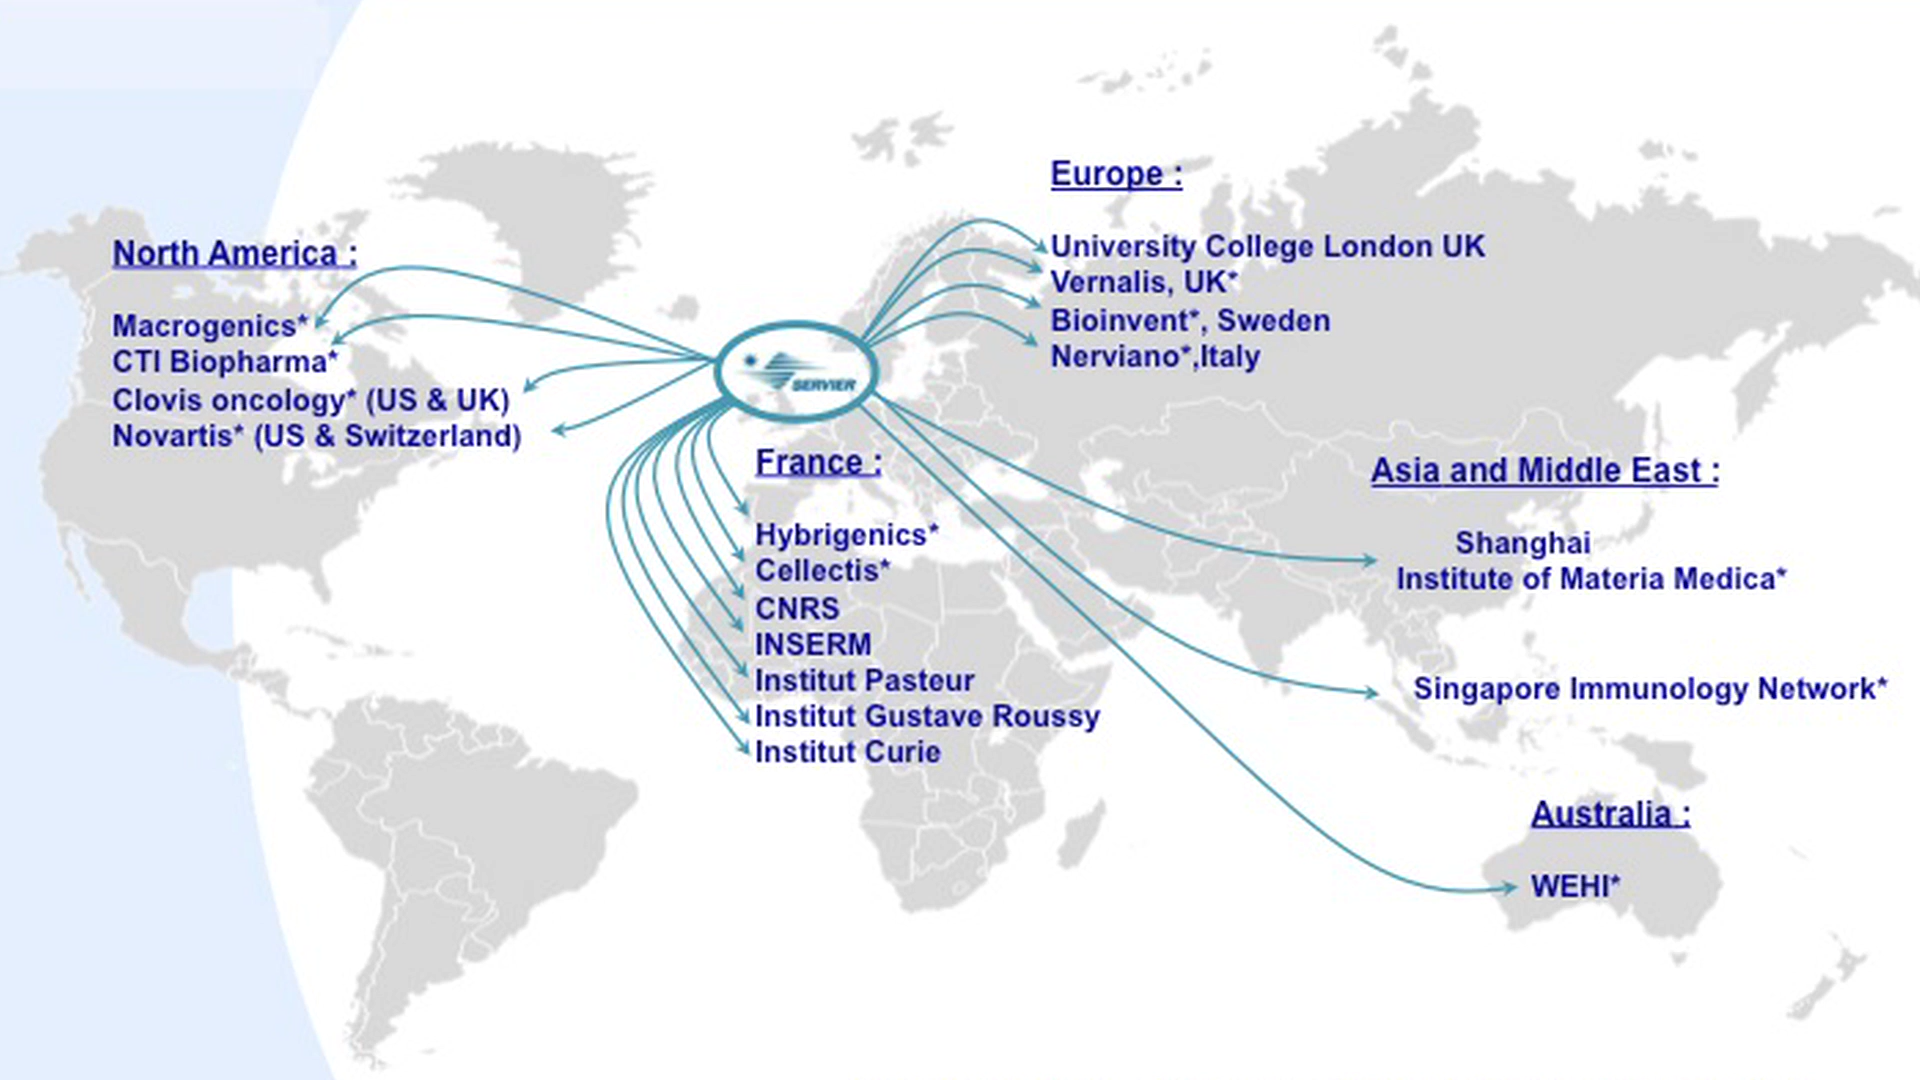 North America :
Macrogenics*
CTI Biopharma*
Clovis oncology* (US & UK)
Novartis* (US & Switzerland)
SERVIER
Europe :
University College London UK
Vernalis, UK*
Bioinvent*, Sweden
Nerviano*,Italy
France :
Hybrigenics*
Cellectis*
CNRS
INSERM
Institut Pasteur
Institut Gustave Roussy
Institut Curie
Asia and Middle East :
Shanghai
Institute of Materia Medica*
Singapore Immunology Network*
Australia :
WEHI*